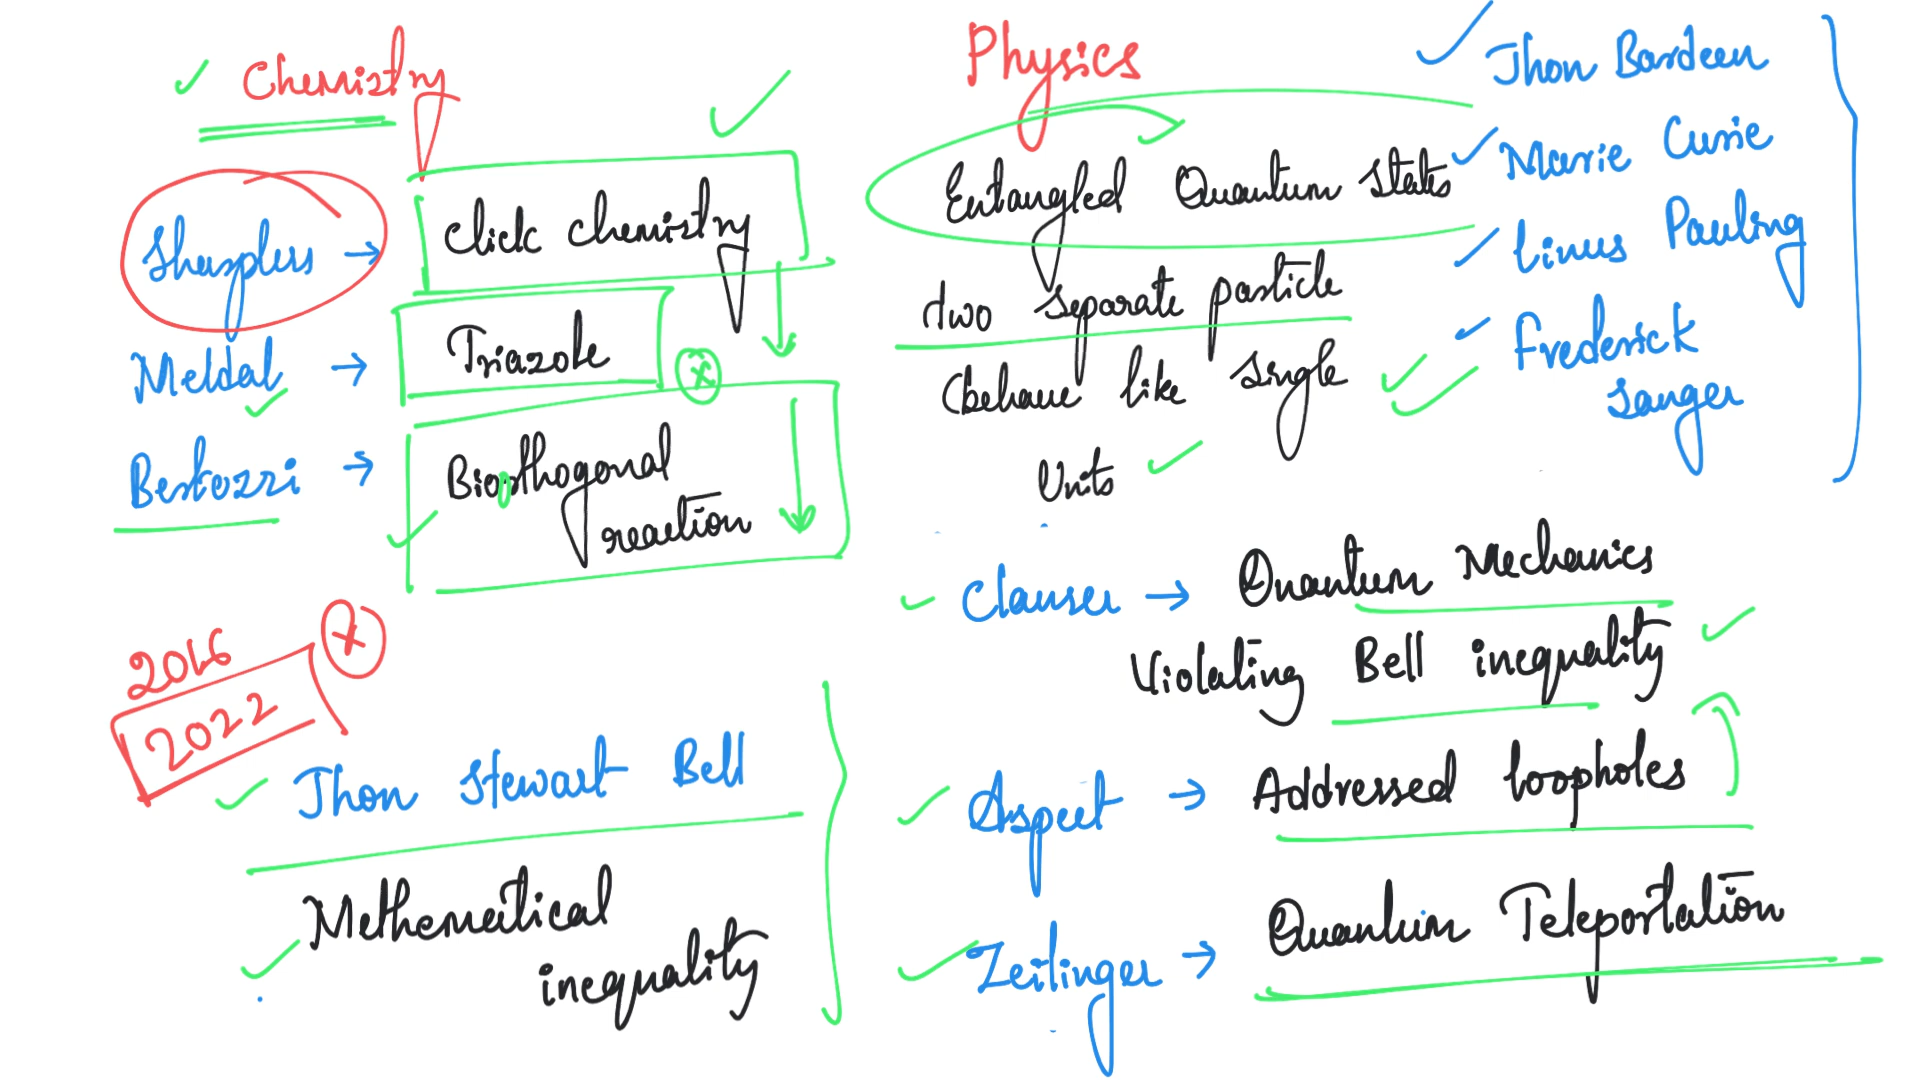 Chemistry
Sharpless → Click Chemistry
Meldal → Triazole
Bertozzi → Bioorthogonal
reaction
2016
2022
Jhon Stewart Bell
Methematical
inequality
Physics
Entangled Quantum States
two separate particle
(behave like single
Units
Jhon Bardeen
Marie Curie
Linus Pauling
Frederick
Sanger
Clauser → Quantum Mechanics
Violating Bell inequality
Aspect → Addressed loopholes
Zeilinger → Quantum Teleportation